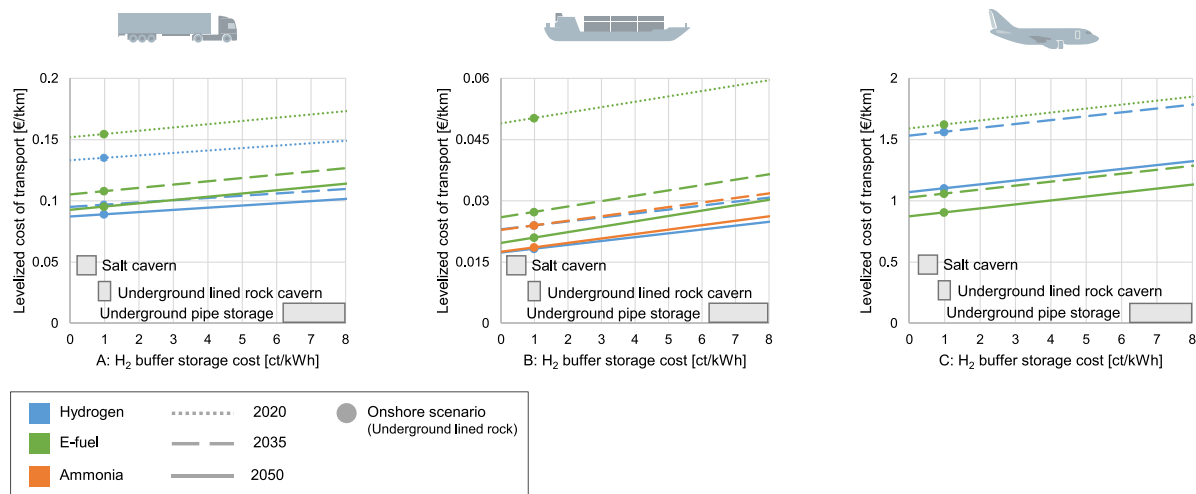 Levelized cost of transport [€/tkm]
0.2
0.15
0.1
0.05
0
Salt cavern
Underground lined rock cavern
Underground pipe storage
0 1 2 3 4 5 6 7 8
A: H₂ buffer storage cost [ct/kWh]
Levelized cost of transport [€/tkm]
0.06
0.045
0.03
0.015
0
Salt cavern
Underground lined rock cavern
Underground pipe storage
0 1 2 3 4 5 6 7 8
B: H₂ buffer storage cost [ct/kWh]
Levelized cost of transport [€/tkm]
2
1.5
1
0.5
0
Salt cavern
Underground lined rock cavern
Underground pipe storage
0 1 2 3 4 5 6 7 8
C: H₂ buffer storage cost [ct/kWh]
Hydrogen
E-fuel
Ammonia
2020
2035
2050
Onshore scenario
(Underground lined rock)